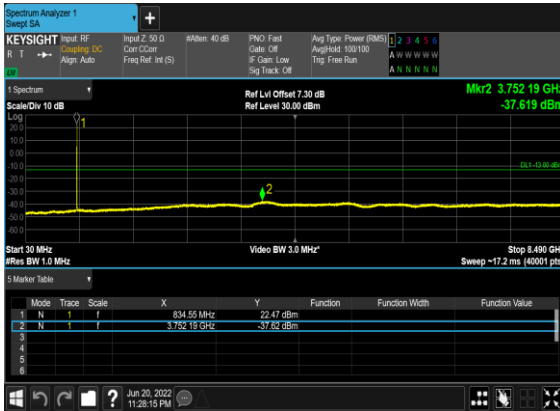 Spectrum Analyzer 1
Swept SA
KEYSIGHT Input: RF Input Z: 50 Ω #Atten: 40 dB PNO: Fast Avg Type: Power (RMS) 1 2 3 4 5 6
R T Coupling: DC Corr CCorr Gate: Off Avg|Hold: 100/100 A W W W W W
Align: Auto Freq Ref: Int (S) IF Gain: Low Trig: Free Run
Sig Track: Off A N N N N N
1 Spectrum Ref Lvl Offset 7.30 dB Mkr2 3.752 19 GHz
Scale/Div 10 dB Ref Level 30.00 dBm -37.619 dBm
Log
20.0
10.0
0.00
-10.0
-20.0
-30.0
-40.0
-50.0
-60.0
1
2
DL1 -13.00 dBm
Start 30 MHz Video BW 3.0 MHz* Stop 8.490 GHz
#Res BW 1.0 MHz Sweep ~17.2 ms (40001 pts)
5 Marker Table
Mode Trace Scale X Y Function Function Width Function Value
1 N 1 f 834.55 MHz 22.47 dBm
2 N 1 f 3.752 19 GHz -37.62 dBm
3
4
5
6
? Jun 20, 2022
11:28:15 PM